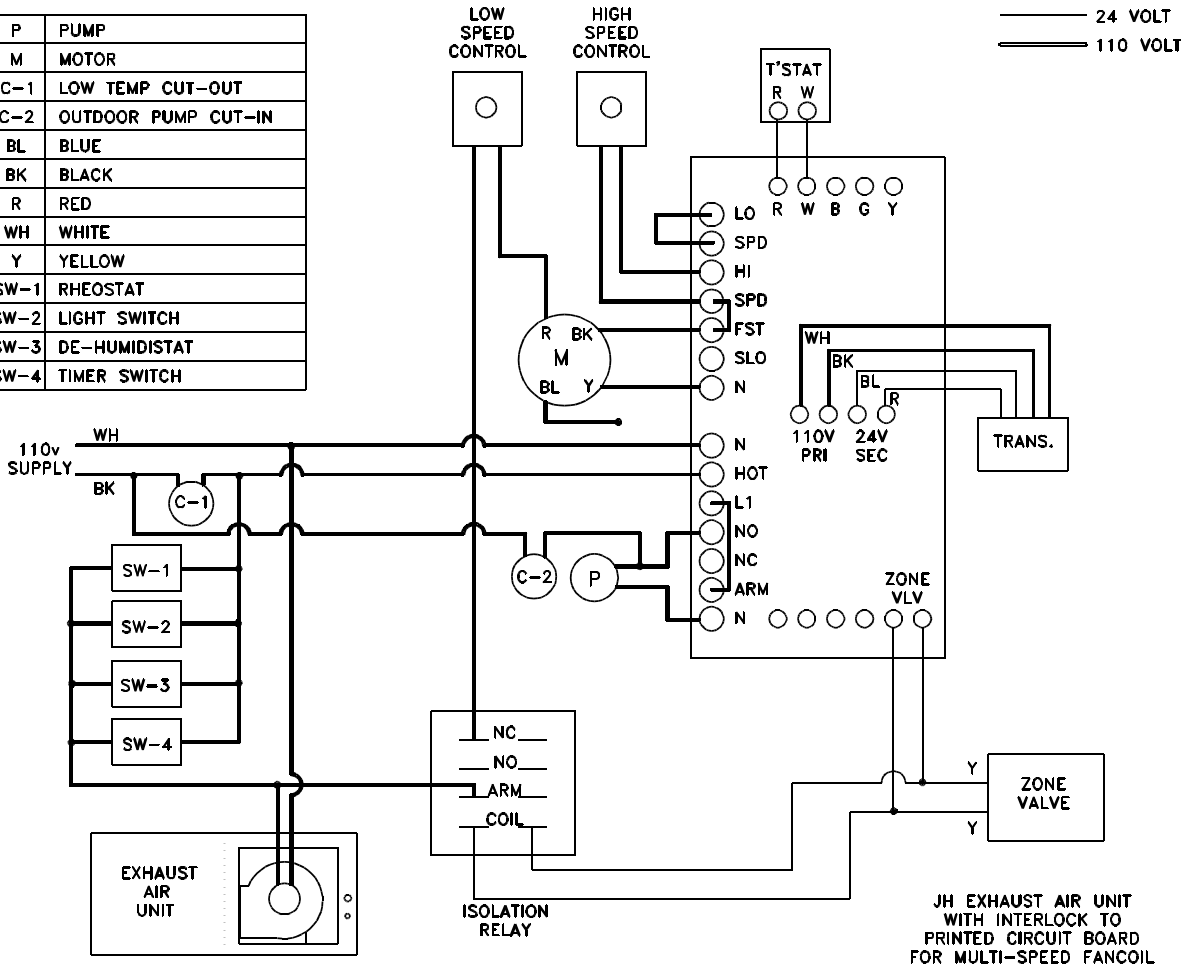 P PUMP
M MOTOR
C-1 LOW TEMP CUT-OUT
C-2 OUTDOOR PUMP CUT-IN
BL BLUE
BK BLACK
R RED
WH WHITE
Y YELLOW
SW-1 RHEOSTAT
SW-2 LIGHT SWITCH
SW-3 DE-HUMIDISTAT
SW-4 TIMER SWITCH
LOW
SPEED
CONTROL
HIGH
SPEED
CONTROL
24 VOLT
110 VOLT
T'STAT
R W
R W B G Y
LO
SPD
HI
SPD
FST
SLO
N
N
HOT
L1
NO
NC
ARM
N
R BK
M
BL Y
WH
BK
BL
R
110V
PRI
24V
SEC
TRANS.
110v
SUPPLY
WH
BK
C-1
C-2
P
SW-1
SW-2
SW-3
SW-4
ZONE
VLV
NC
NO
ARM
COIL
ISOLATION
RELAY
Y
Y
ZONE
VALVE
EXHAUST
AIR
UNIT
JH EXHAUST AIR UNIT
WITH INTERLOCK TO
PRINTED CIRCUIT BOARD
FOR MULTI-SPEED FANCOIL